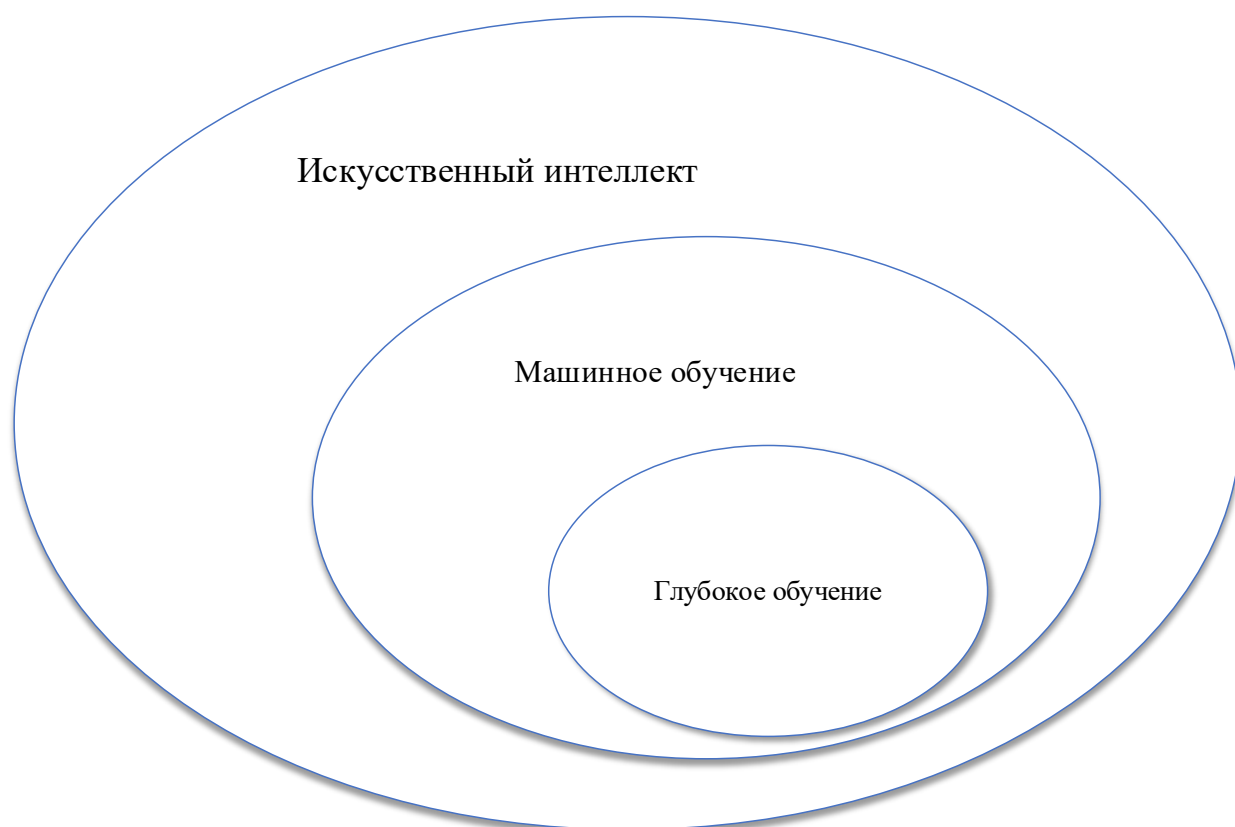 Искусственный интеллект
Машинное обучение
Глубокое обучение